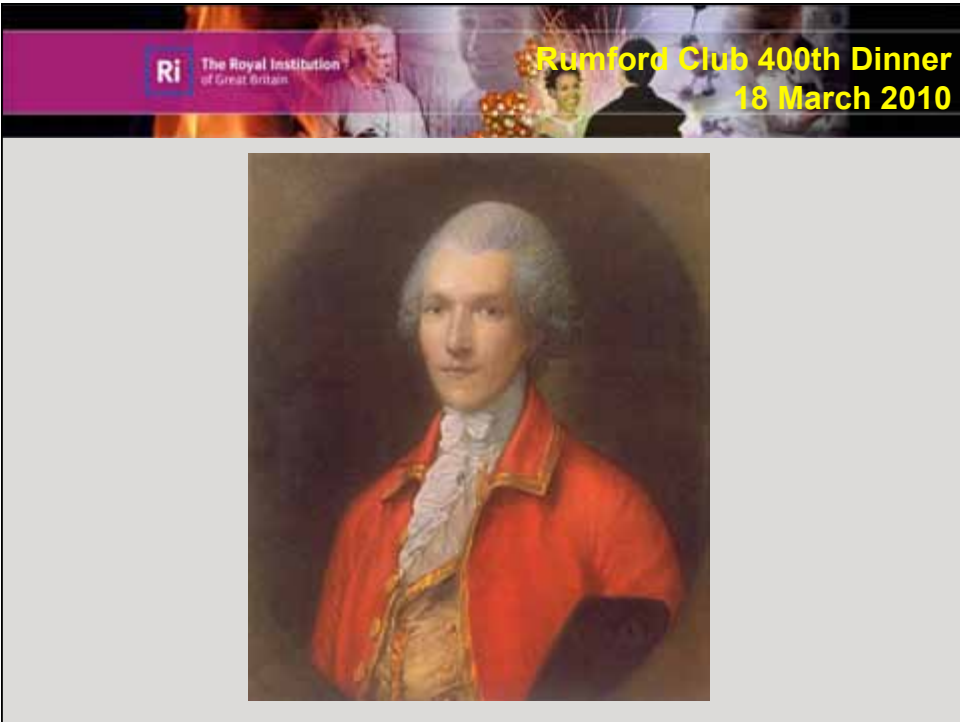 Ri
The Royal Institution
of Great Britain
Rumford Club 400th Dinner
18 March 2010